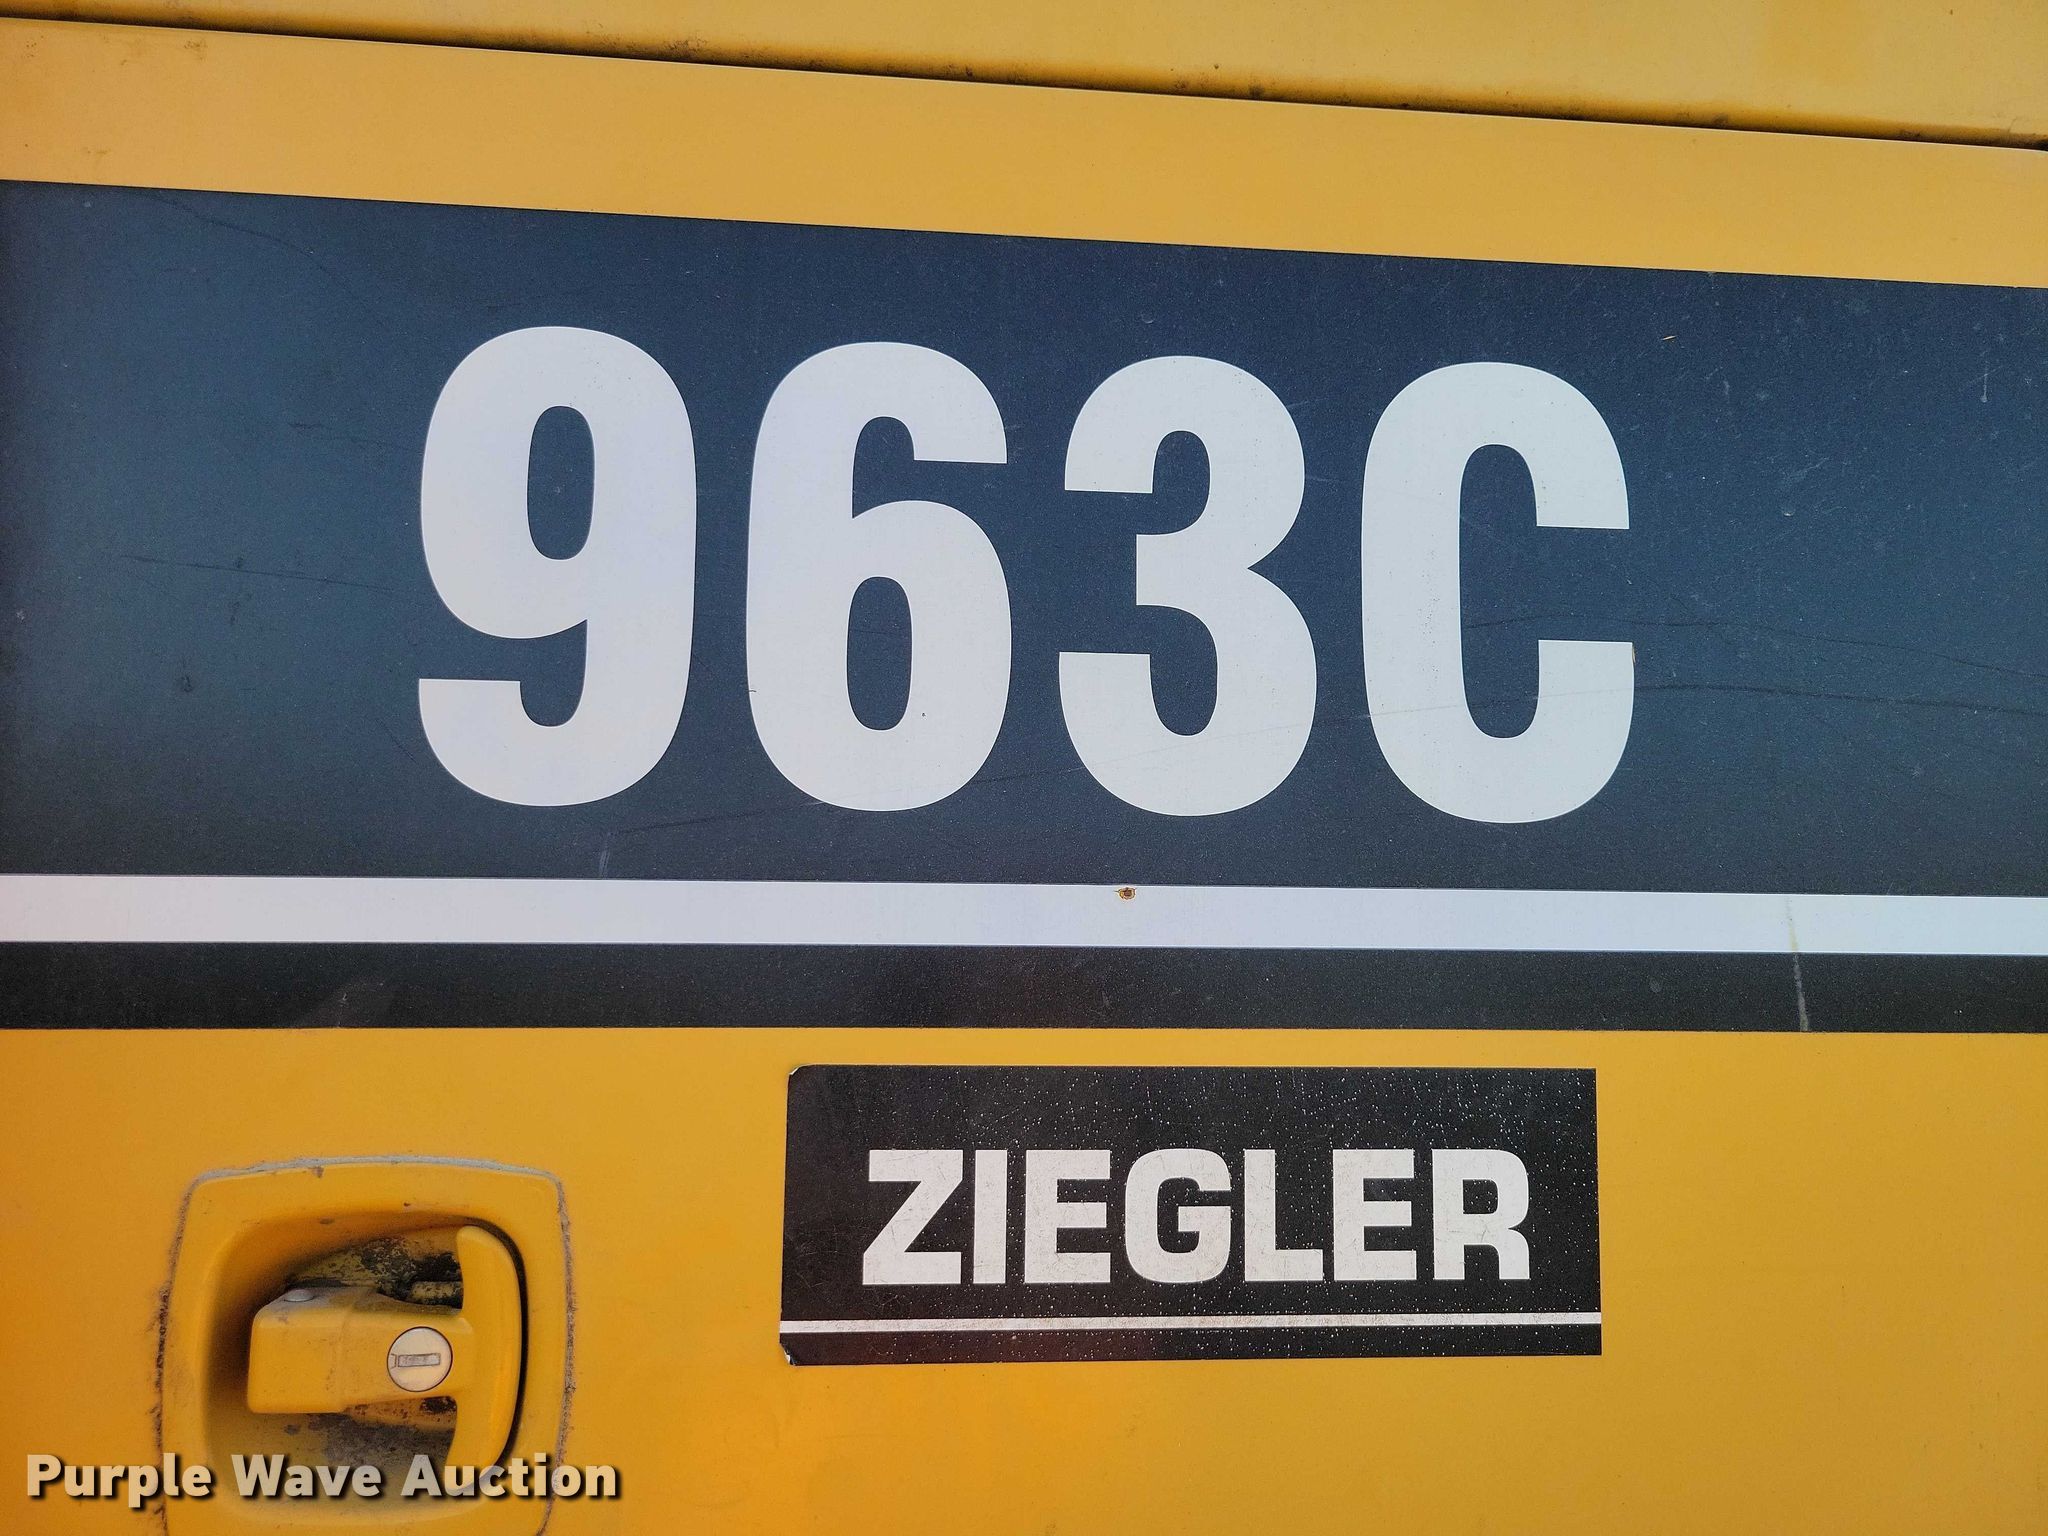 963C
ZIEGLER
Purple Wave Auction